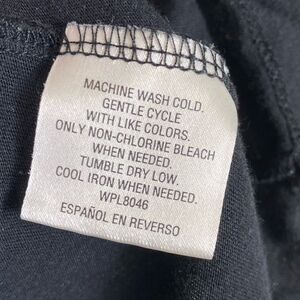 MACHINE WASH COLD.
GENTLE CYCLE
WITH LIKE COLORS.
ONLY NON-CHLORINE BLEACH
WHEN NEEDED.
TUMBLE DRY LOW.
COOL IRON WHEN NEEDED.
WPL8046
ESPAÑOL EN REVERSO